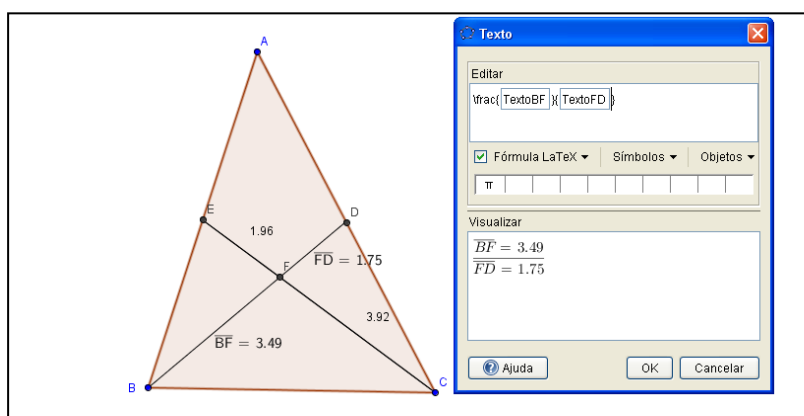 A
E
D
1.96
F
FD = 1.75
3.92
BF = 3.49
B
C
Texto
Editar
\frac{ TextoBF }{ TextoFD }
Fórmula LaTeX
Símbolos
Objetos
π
Visualizar
BF = 3.49
FD = 1.75
Ajuda
OK
Cancelar